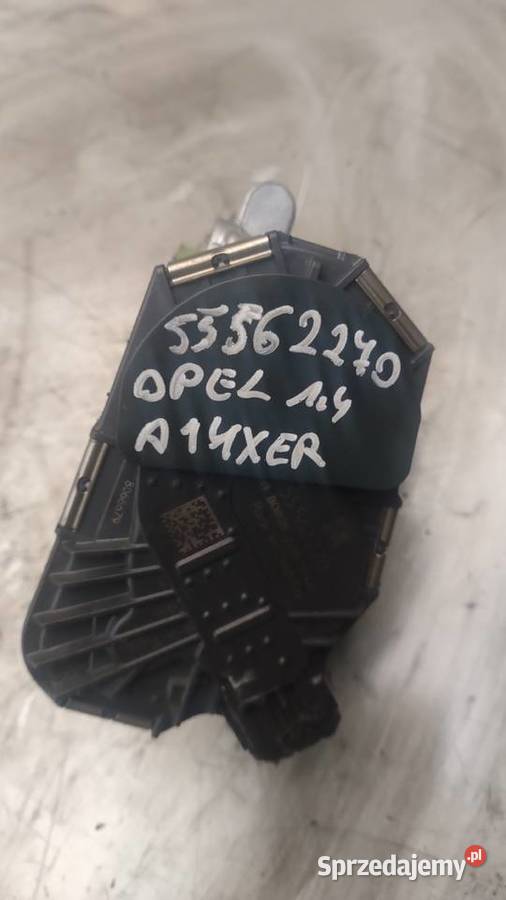 55562270
OPEL 1.4
A14XER
Sprzedajemy.pl